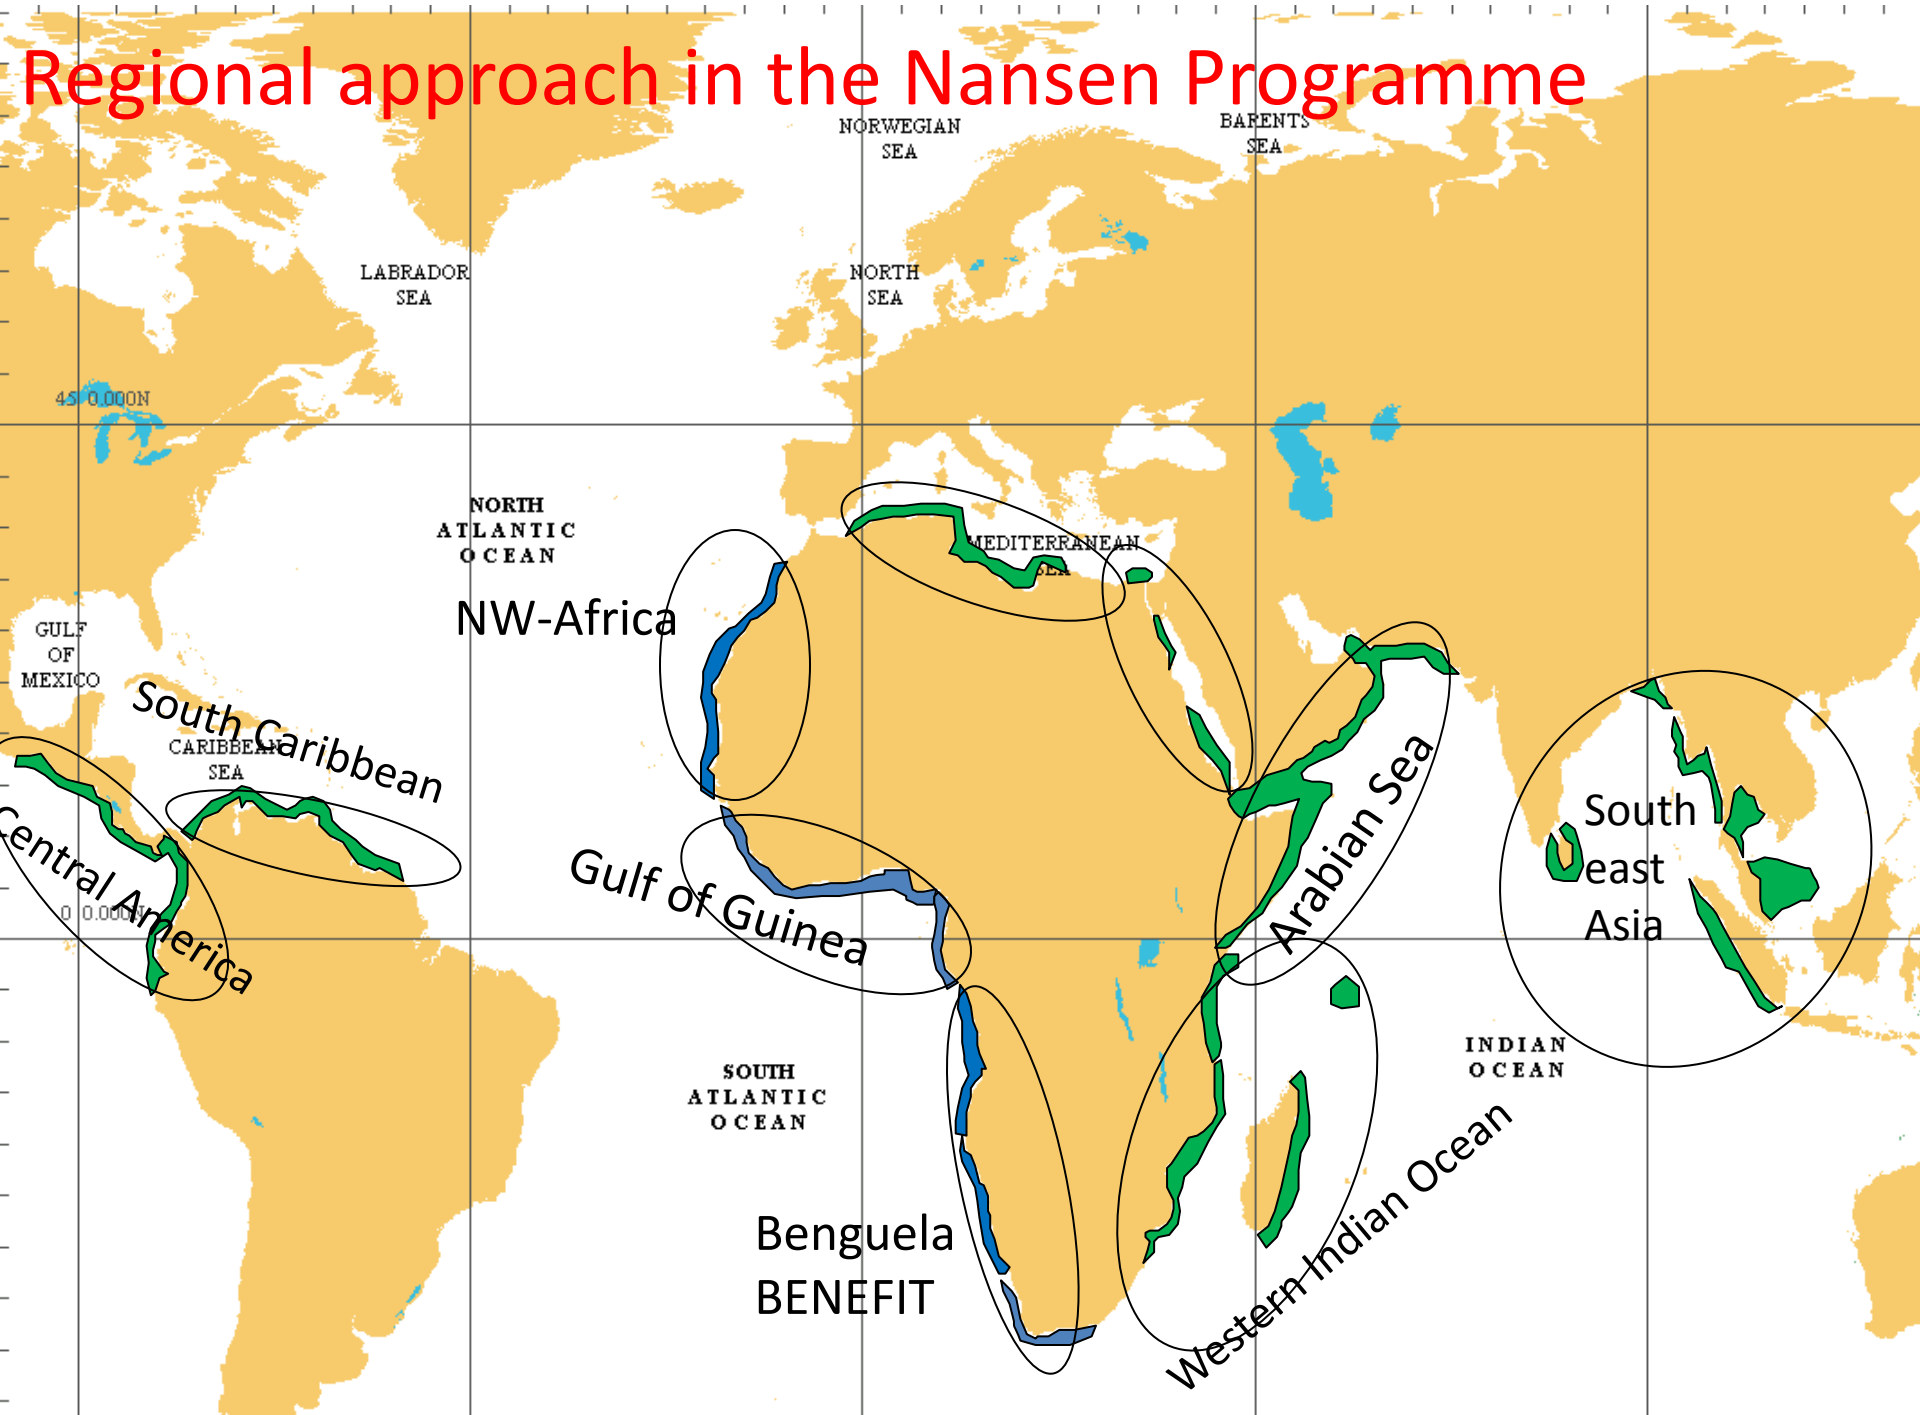 Regional approach in the Nansen Programme
NORWEGIAN
SEA
BARENTS
SEA
LABRADOR
SEA
NORTH
SEA
45 0.000N
NORTH
ATLANTIC
OCEAN
MEDITERRANEAN
SEA
NW-Africa
GULF
OF
MEXICO
South Caribbean
CARIBBEAN
SEA
Central America
0 0.000N
Gulf of Guinea
Arabian Sea
South
east
Asia
INDIAN
OCEAN
SOUTH
ATLANTIC
OCEAN
Western Indian Ocean
Benguela
BENEFIT